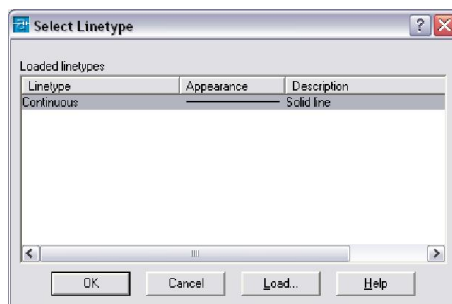 Select Linetype
Loaded linetypes
Linetype Appearance Description
Continuous Solid line
OK Cancel Load... Help